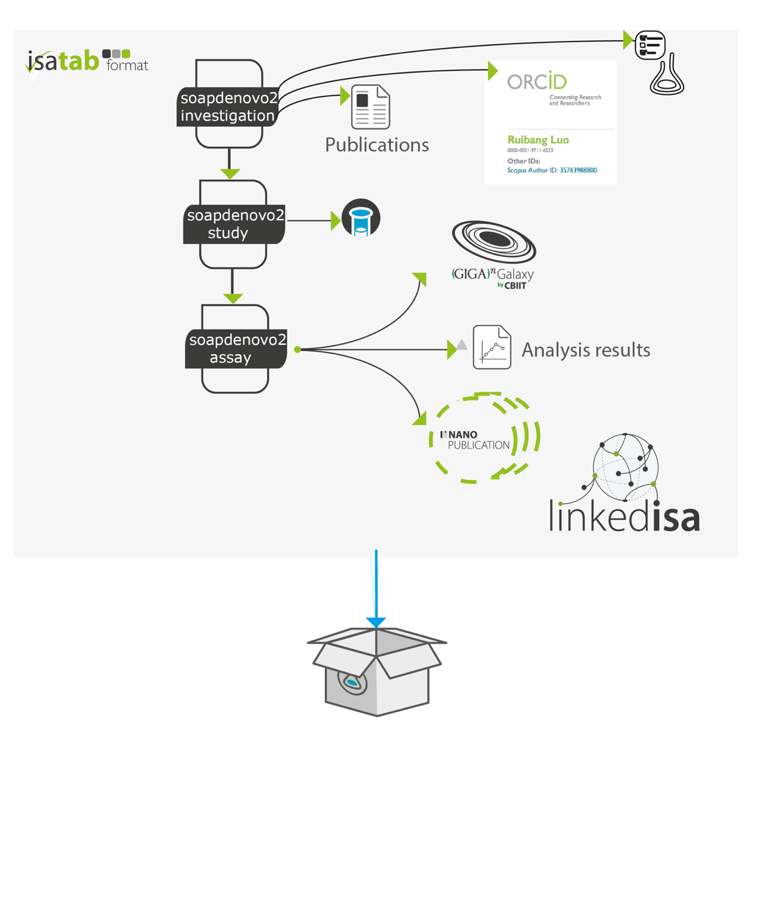 isatab format
soapdenovo2
investigation
Publications
ORCID
Connecting Research
and Researchers
Ruibang Luo
0000-0001-9711-6533
Other IDs:
Scopus Author ID: 35763988800
soapdenovo2
study
(GIGA)n Galaxy
by CBIIT
soapdenovo2
assay
Analysis results
NANO
PUBLICATION
linkedisa